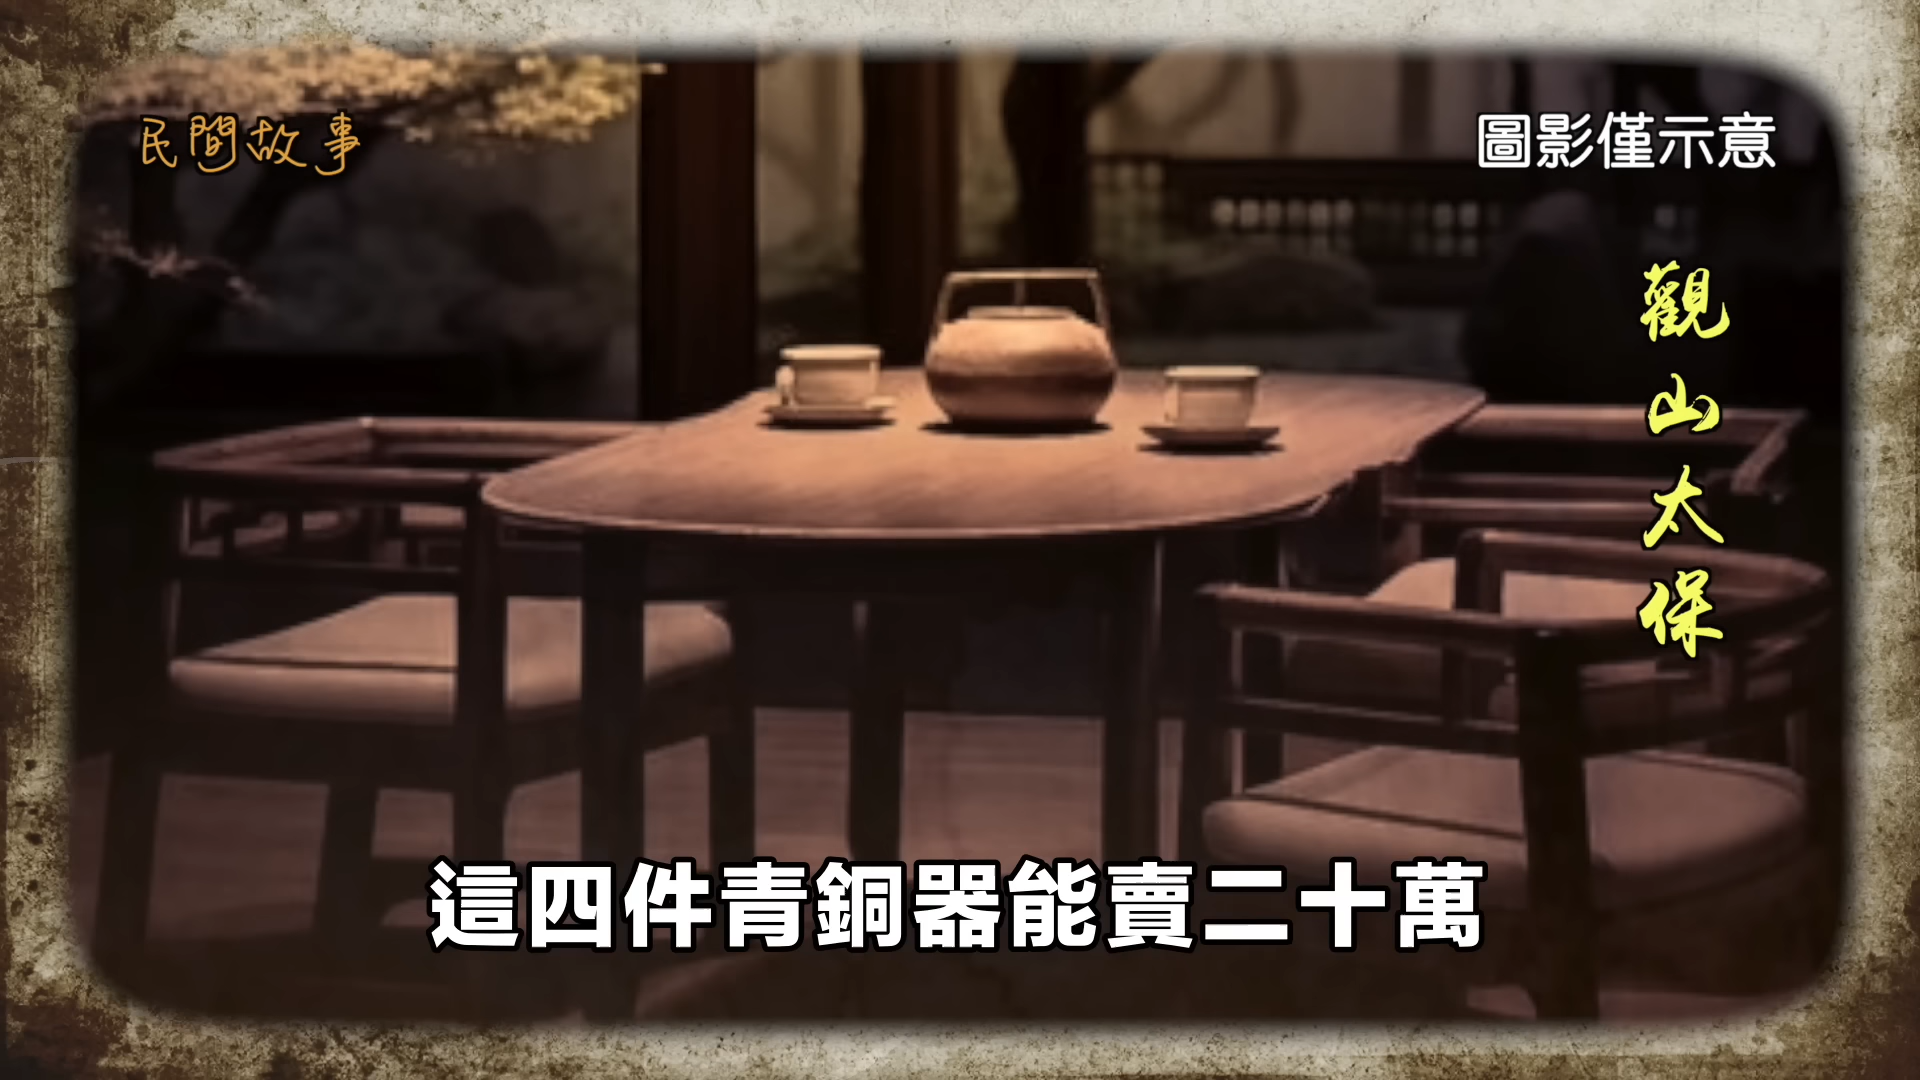 民間故事
圖影僅示意
觀山太保
這四件青銅器能賣二十萬